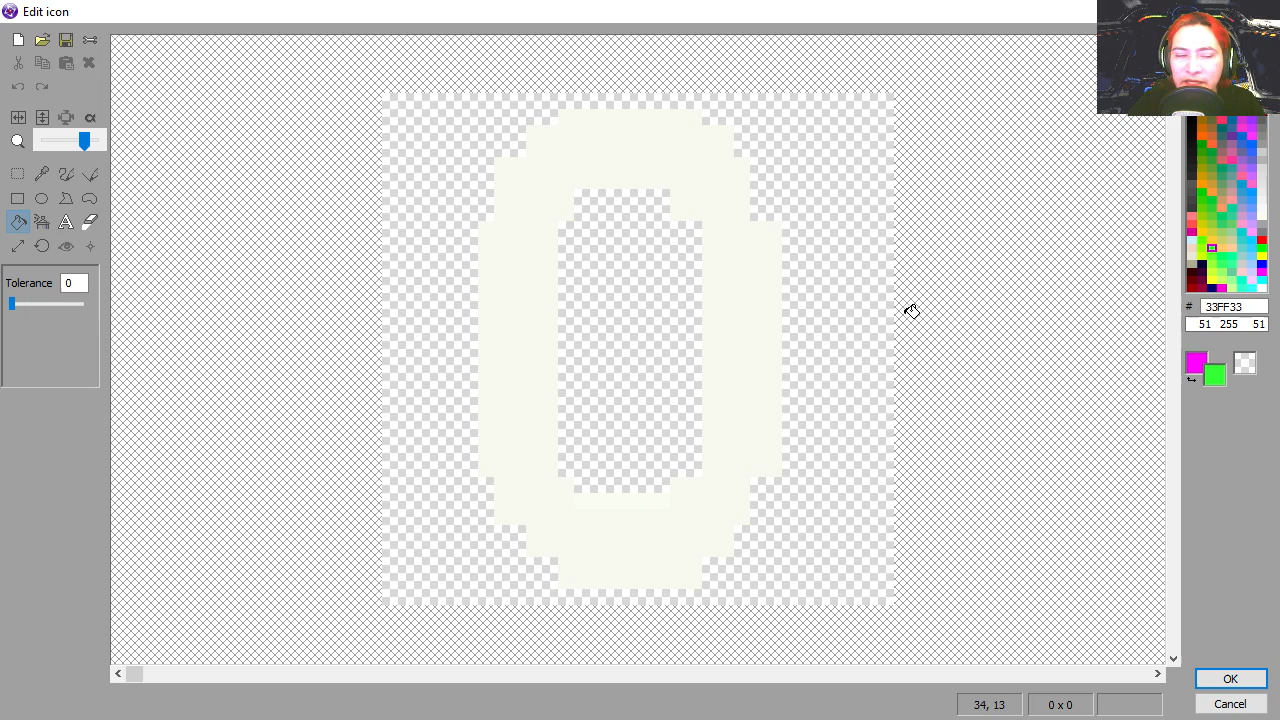 Edit icon
α
A
Tolerance 0
# 33FF33
51 255 51
OK
34, 13 0 x 0
Cancel